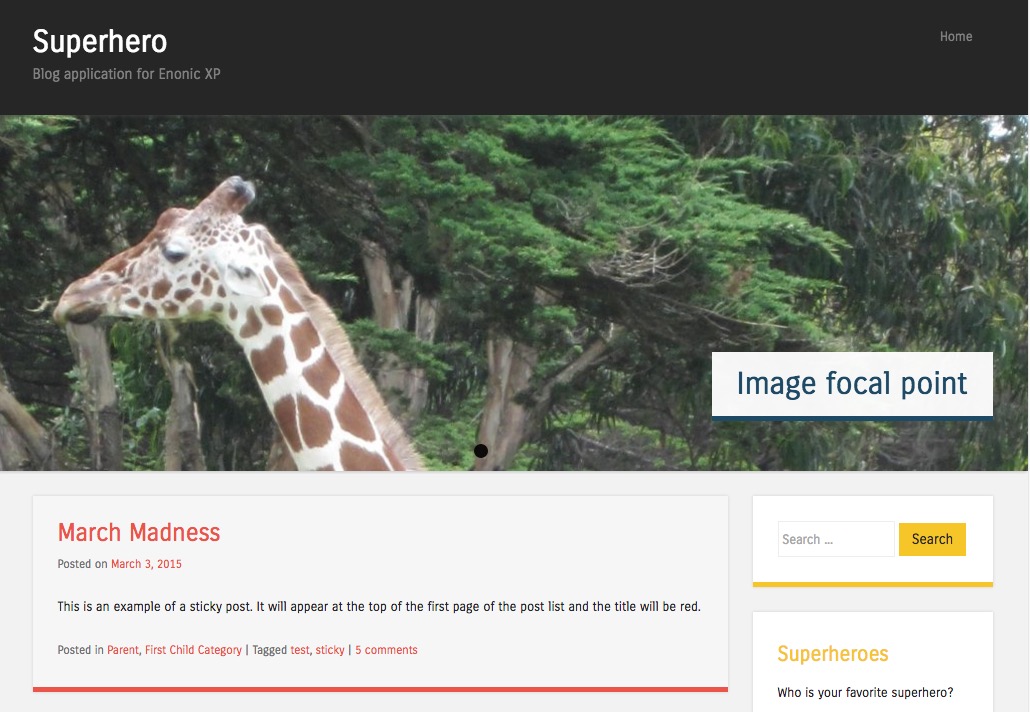 Superhero
Home
Blog application for Enonic XP
Image focal point
March Madness
Posted on March 3, 2015
This is an example of a sticky post. It will appear at the top of the first page of the post list and the title will be red.
Posted in Parent, First Child Category | Tagged test, sticky | 5 comments
Search ...
Search
Superheroes
Who is your favorite superhero?